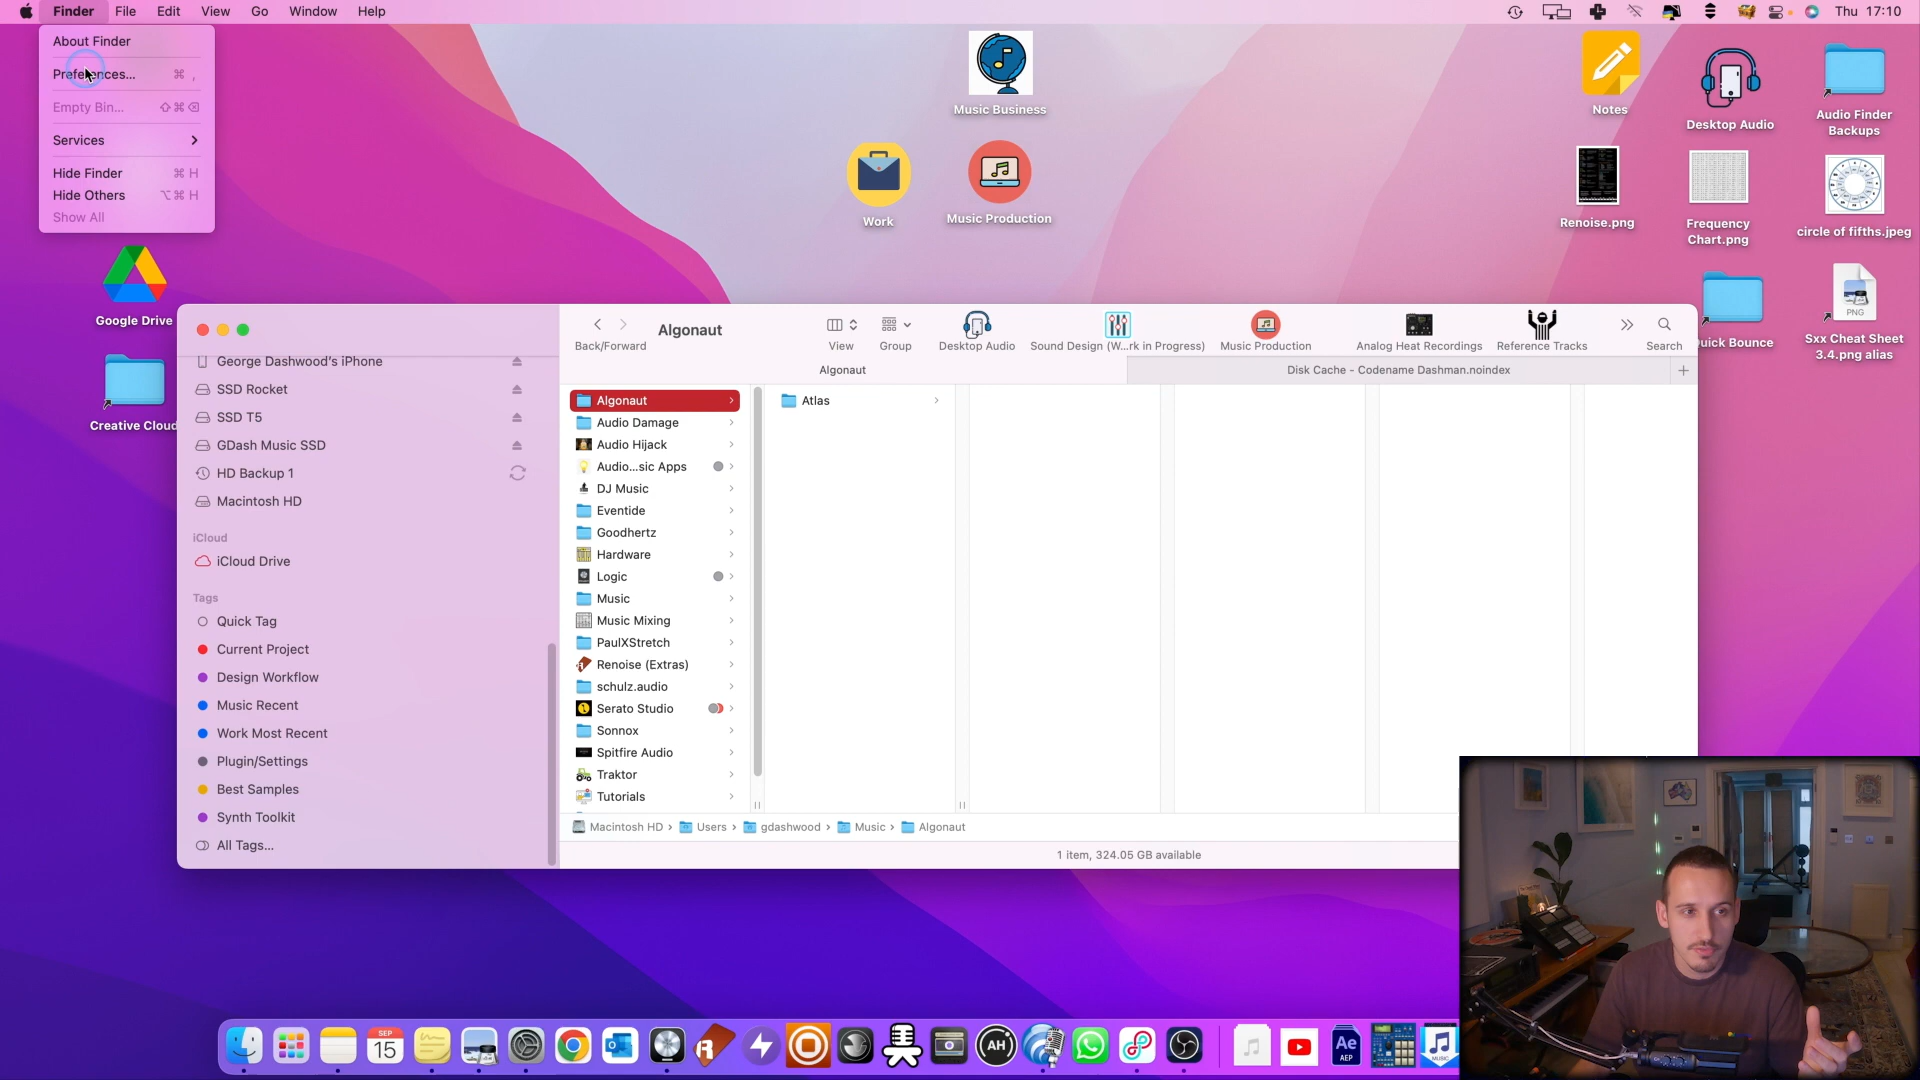 Finder File Edit View Go Window Help
Thu 17:10
About Finder
Preferences... ⌘ ,
Empty Bin... ⇧⌘⌫
Services
Hide Finder ⌘ H
Hide Others ⌥⌘ H
Show All
Music Business
Work
Music Production
Notes
Desktop Audio
Audio Finder
Backups
Renoise.png
Frequency
Chart.png
circle of fifths.jpeg
uick Bounce
PNG
Sxx Cheat Sheet
3.4.png alias
Google Drive
Creative Cloud
Back/Forward
Algonaut
View
Group
Desktop Audio
Sound Design (W...rk in Progress)
Music Production
Analog Heat Recordings
Reference Tracks
Search
Algonaut
Disk Cache - Codename Dashman.noindex
George Dashwood's iPhone
SSD Rocket
SSD T5
GDash Music SSD
HD Backup 1
Macintosh HD
iCloud
iCloud Drive
Tags
Quick Tag
Current Project
Design Workflow
Music Recent
Work Most Recent
Plugin/Settings
Best Samples
Synth Toolkit
All Tags...
Algonaut
Audio Damage
Audio Hijack
Audio...sic Apps
DJ Music
Eventide
Goodhertz
Hardware
Logic
Music
Music Mixing
PaulXStretch
Renoise (Extras)
schulz.audio
Serato Studio
Sonnox
Spitfire Audio
Traktor
Tutorials
Atlas
Macintosh HD › Users › gdashwood › Music › Algonaut
1 item, 324.05 GB available
SEP
15
AH
Ae
AEP
MUSIC